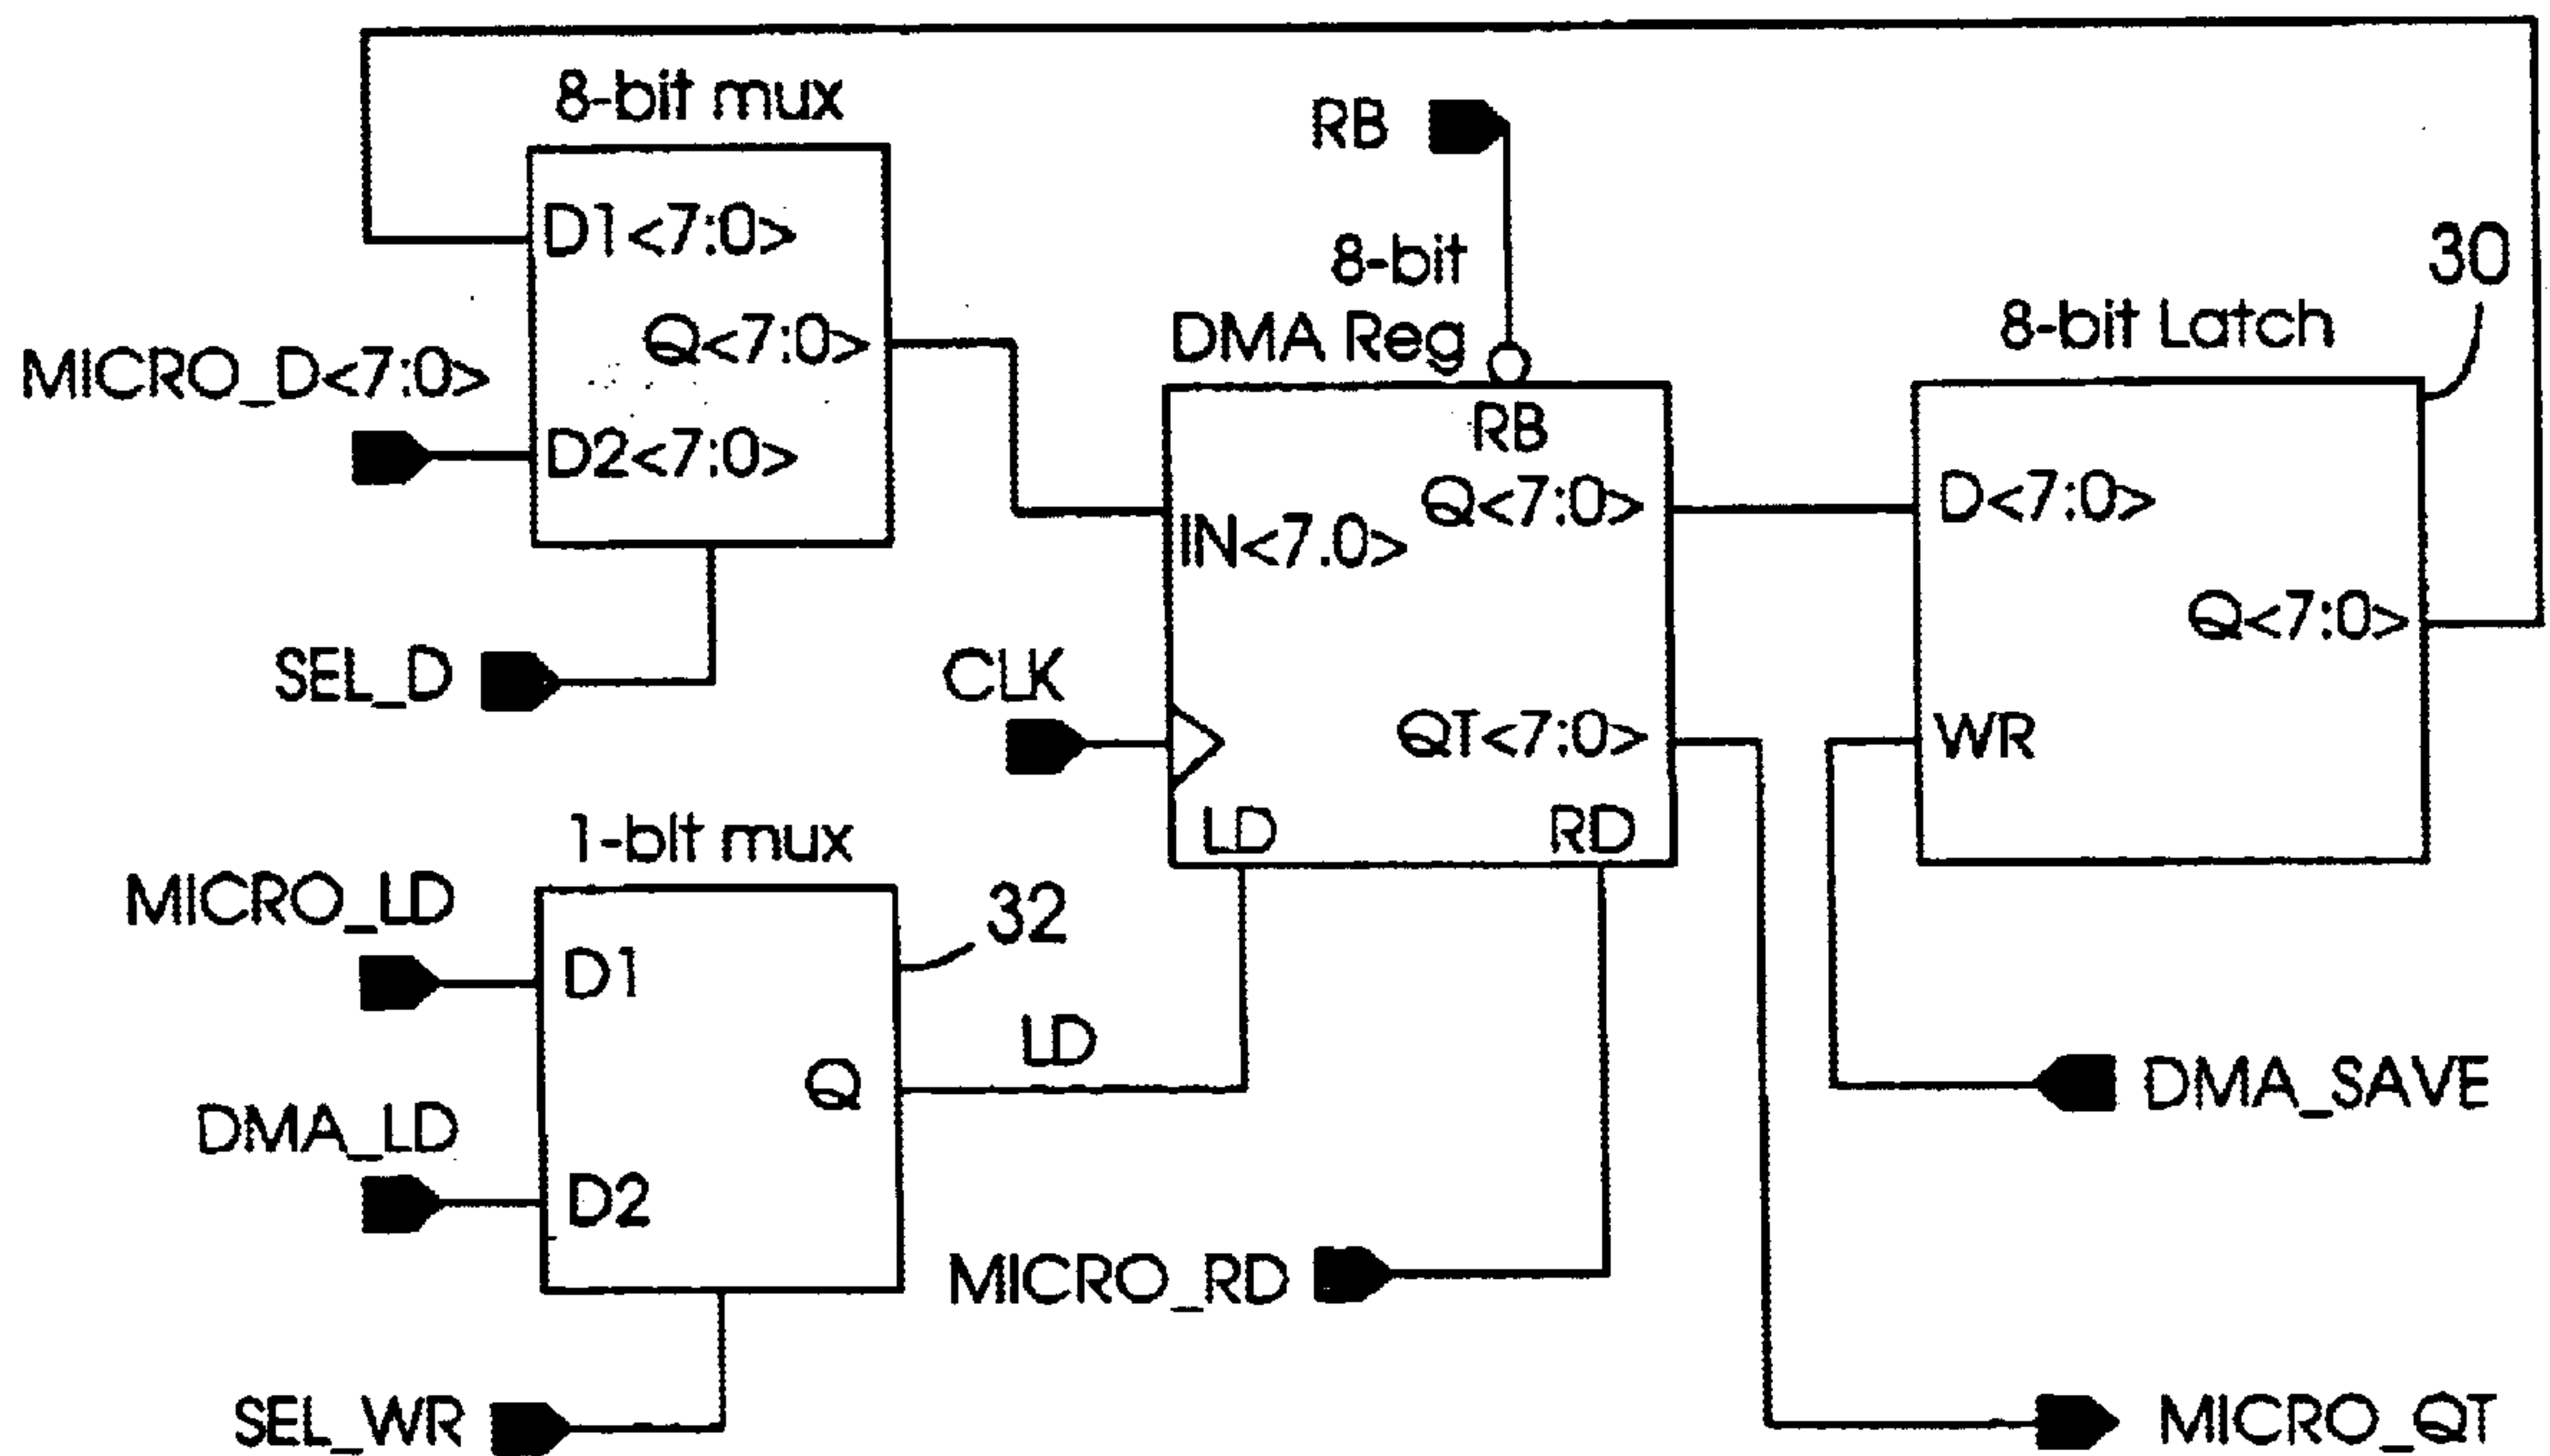 8-bit mux
D1<7:0>
Q<7:0>
MICRO_D<7:0>
D2<7:0>
SEL_D
RB
8-bit
DMA Reg
RB
IN<7.0>
Q<7:0>
CLK
QT<7:0>
LD
RD
30
8-bit Latch
D<7:0>
Q<7:0>
WR
1-bit mux
MICRO_LD
D1
32
LD
Q
DMA_LD
D2
MICRO_RD
SEL_WR
DMA_SAVE
MICRO_QT